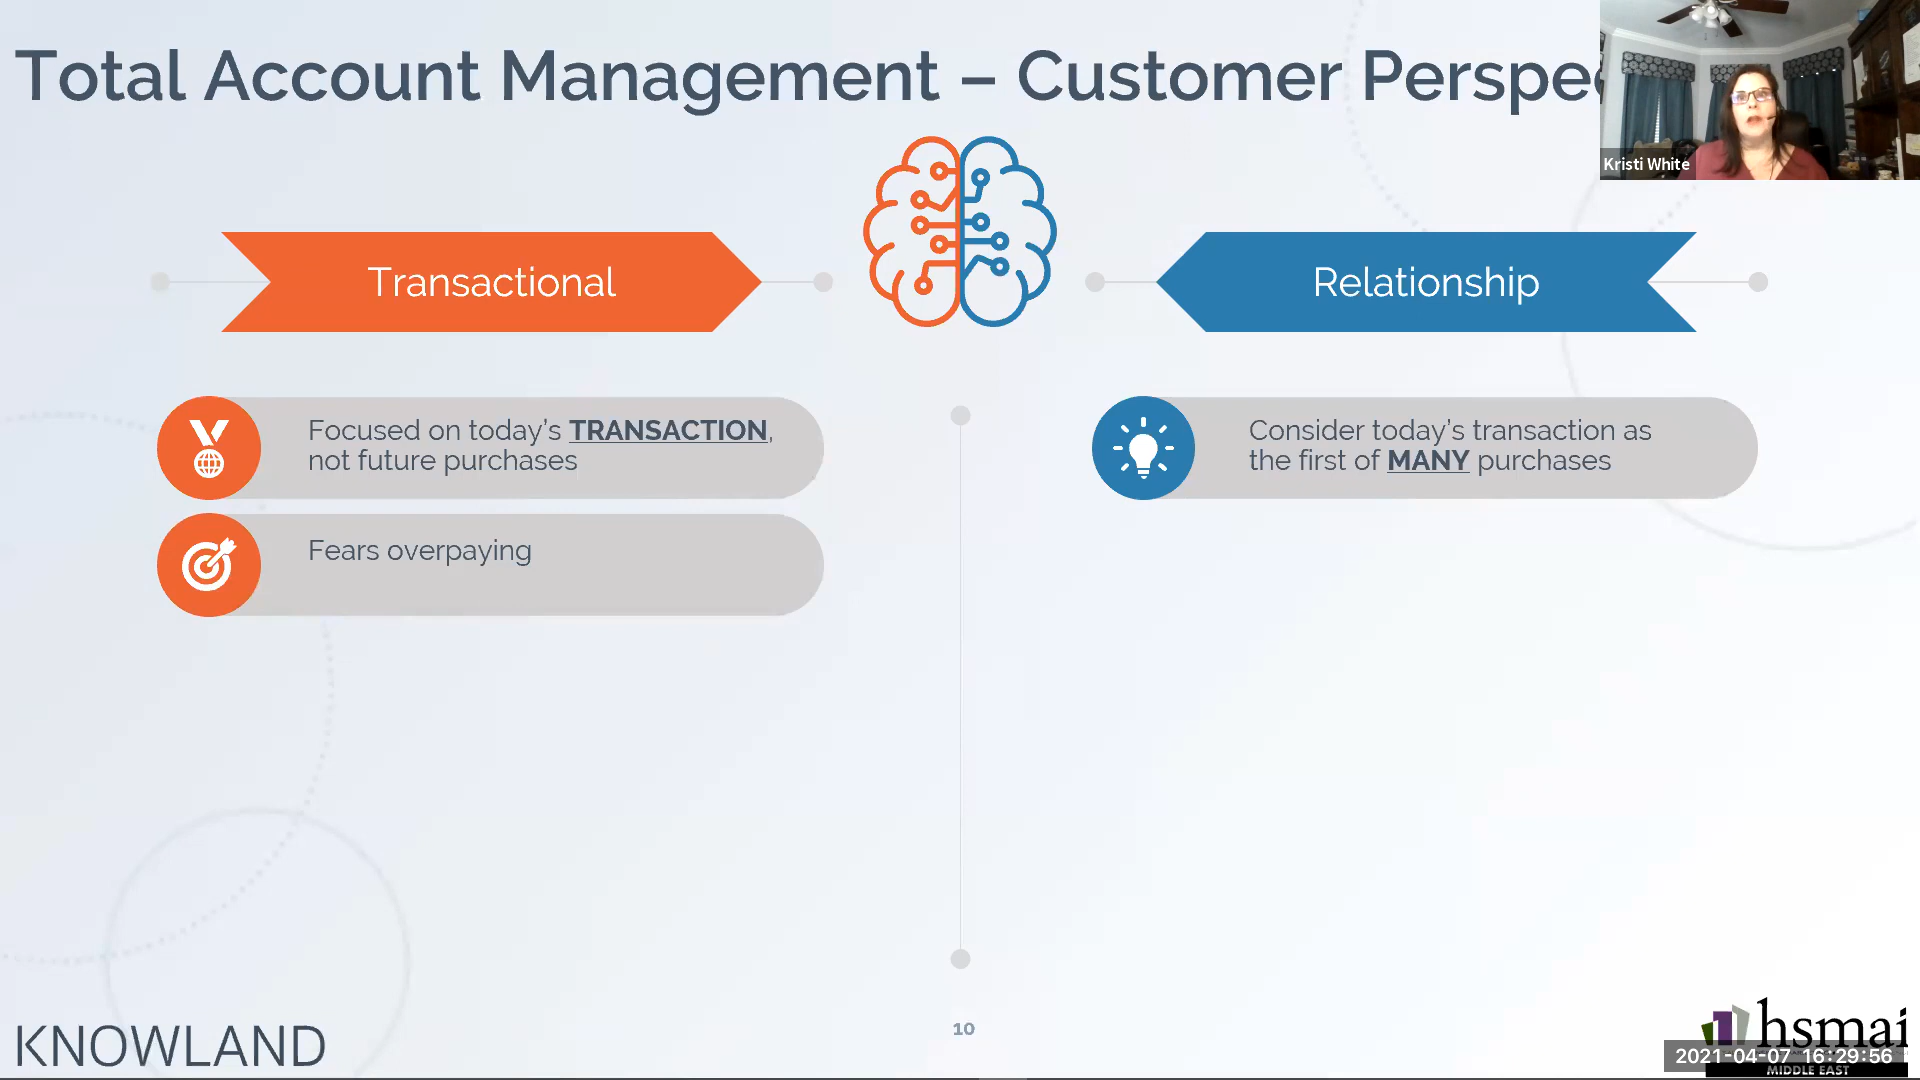 Total Account Management – Customer Perspec
Kristi White
Transactional
Relationship
Focused on today's TRANSACTION,
not future purchases
Consider today's transaction as
the first of MANY purchases
Fears overpaying
KNOWLAND
10
hsmai
2021-04-07 16:29:56
MIDDLE EAST